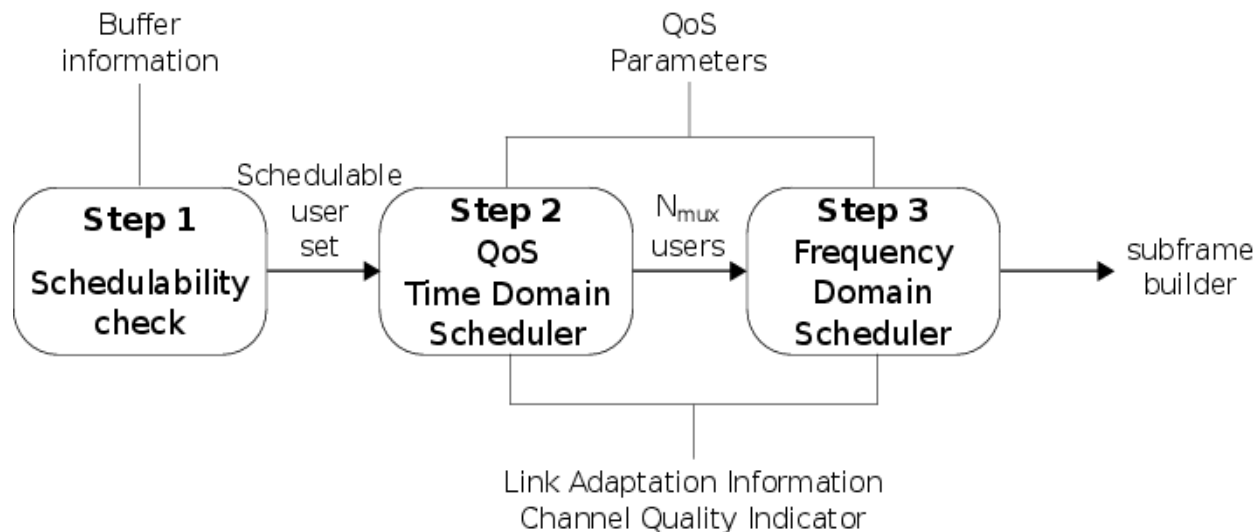 Buffer
information
QoS
Parameters
Step 1
Schedulability
check
Schedulable
user
set
Step 2
QoS
Time Domain
Scheduler
Nmux
users
Step 3
Frequency
Domain
Scheduler
subframe
builder
Link Adaptation Information
Channel Quality Indicator